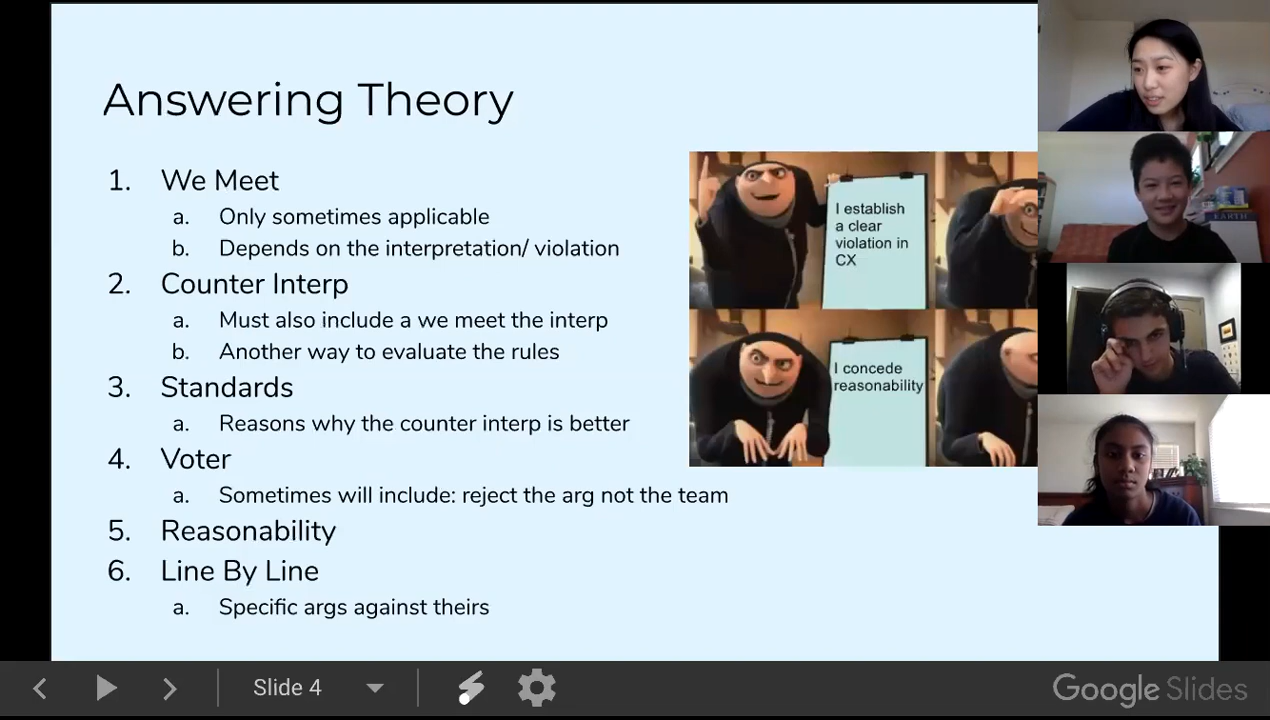 Answering Theory
1. We Meet
a. Only sometimes applicable
b. Depends on the interpretation/ violation
2. Counter Interp
a. Must also include a we meet the interp
b. Another way to evaluate the rules
3. Standards
a. Reasons why the counter interp is better
4. Voter
a. Sometimes will include: reject the arg not the team
5. Reasonability
6. Line By Line
a. Specific args against theirs
I establish
a clear
violation in
CX
I concede
reasonability
EARTH
Slide 4
Google Slides